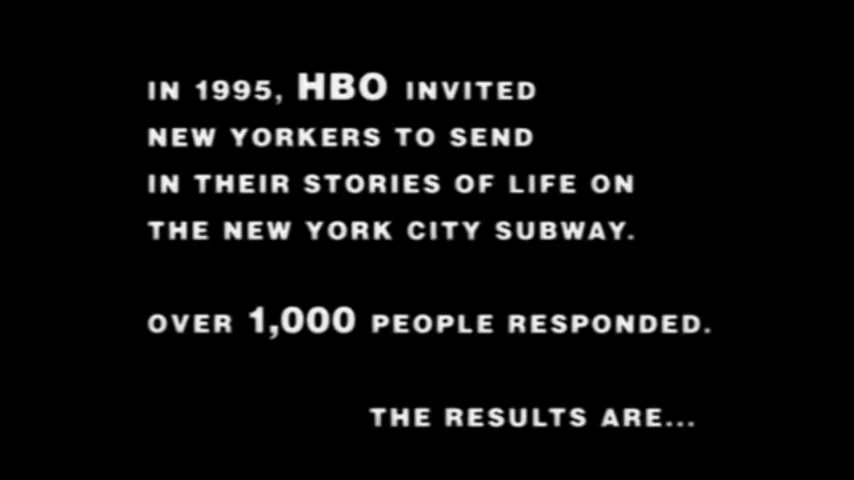 IN 1995, HBO INVITED
NEW YORKERS TO SEND
IN THEIR STORIES OF LIFE ON
THE NEW YORK CITY SUBWAY.
OVER 1,000 PEOPLE RESPONDED.
THE RESULTS ARE...